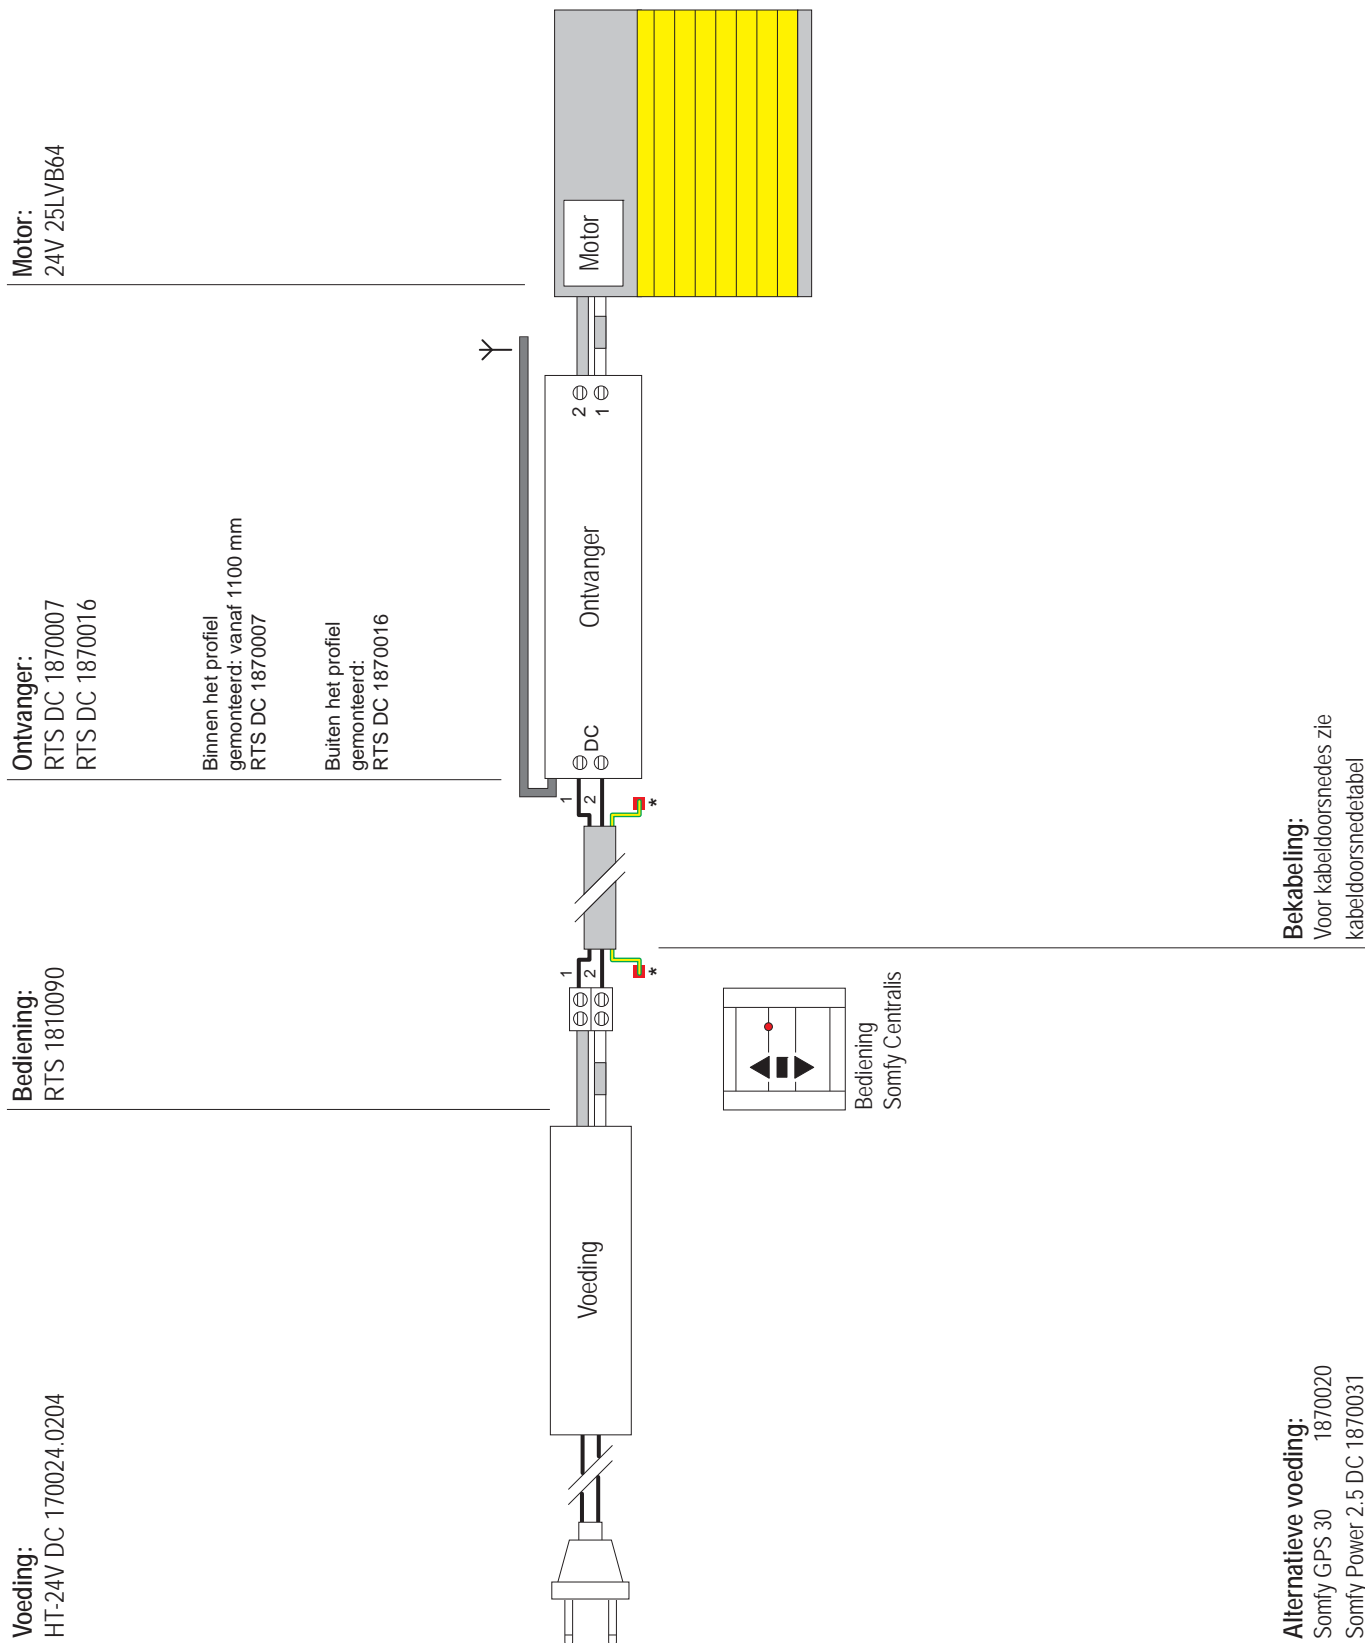 Voeding:
HT-24V DC 170024.0204
Bediening:
RTS 1810090
Ontvanger:
RTS DC 1870007
RTS DC 1870016
Motor:
24V 25LVB64
Binnen het profiel
gemonteerd: vanaf 1100 mm
RTS DC 1870007
Buiten het profiel
gemonteerd:
RTS DC 1870016
Voeding
1
2
*
1
2
*
DC
Ontvanger
2
1
Motor
Bediening
Somfy Centralis
Alternatieve voeding:
Somfy GPS 30 1870020
Somfy Power 2.5 DC 1870031
Bekabeling:
Voor kabeldoorsnedes zie
kabeldoorsnedetabel